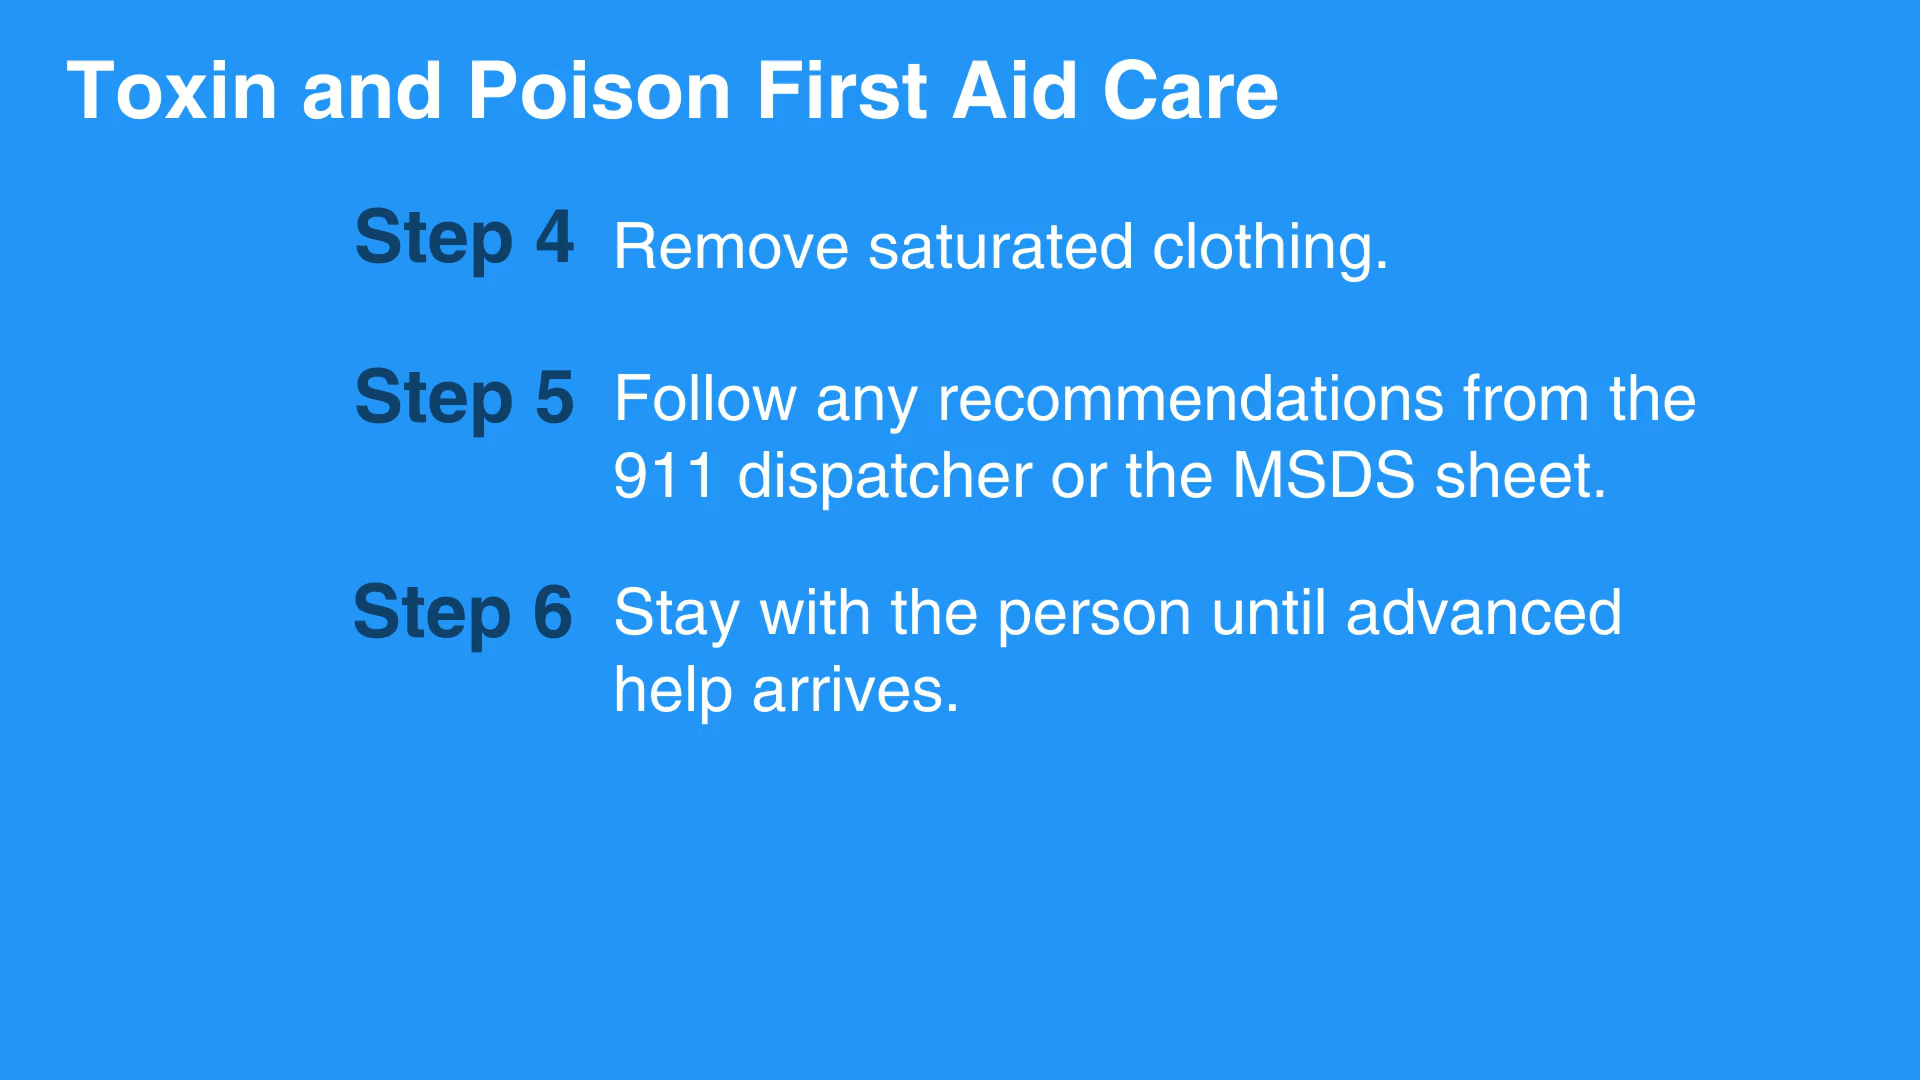 Toxin and Poison First Aid Care
Step 4 Remove saturated clothing.
Step 5 Follow any recommendations from the
911 dispatcher or the MSDS sheet.
Step 6 Stay with the person until advanced
help arrives.